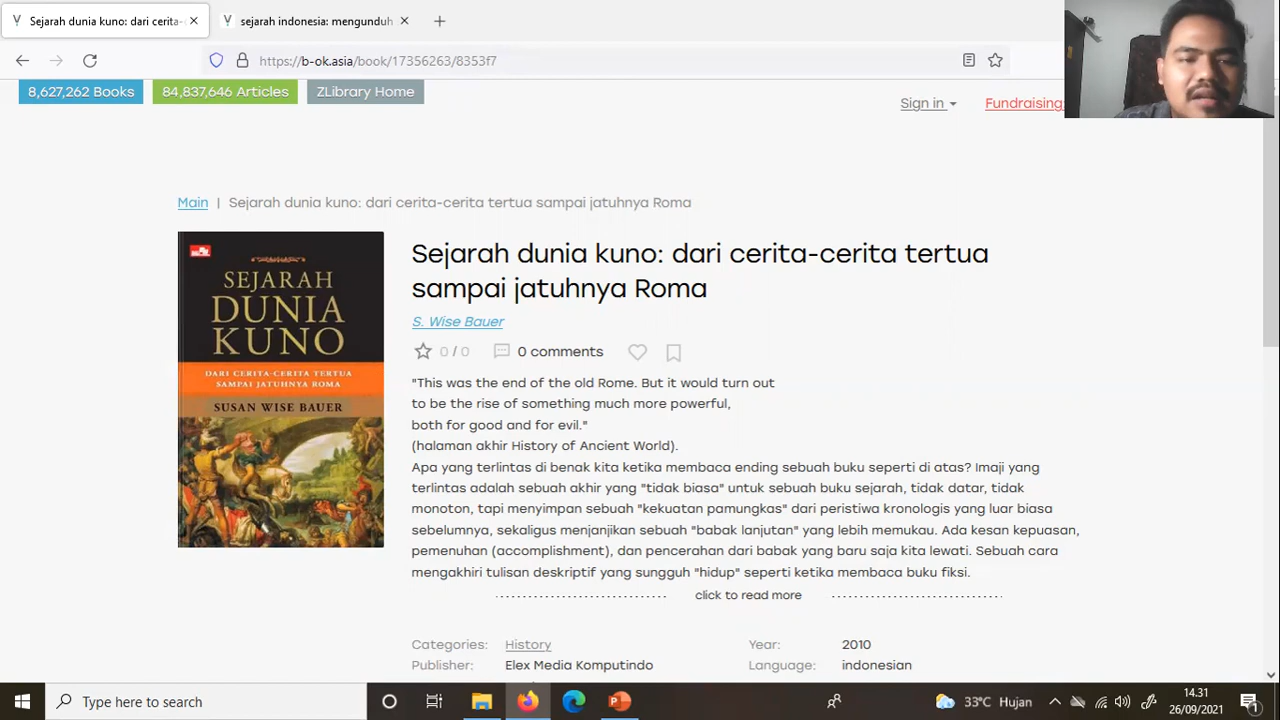 Sejarah dunia kuno: dari cerita-
sejarah indonesia: mengunduh
https://b-ok.asia/book/17356263/8353f7
8,627,262 Books
84,837,646 Articles
ZLibrary Home
Sign in
Fundraising
Main | Sejarah dunia kuno: dari cerita-cerita tertua sampai jatuhnya Roma
SEJARAH
DUNIA
KUNO
DARI CERITA-CERITA TERTUA
SAMPAI JATUHNYA ROMA
SUSAN WISE BAUER
Sejarah dunia kuno: dari cerita-cerita tertua
sampai jatuhnya Roma
S. Wise Bauer
0 / 0
0 comments
"This was the end of the old Rome. But it would turn out
to be the rise of something much more powerful,
both for good and for evil."
(halaman akhir History of Ancient World).
Apa yang terlintas di benak kita ketika membaca ending sebuah buku seperti di atas? Imaji yang
terlintas adalah sebuah akhir yang "tidak biasa" untuk sebuah buku sejarah, tidak datar, tidak
monoton, tapi menyimpan sebuah "kekuatan pamungkas" dari peristiwa kronologis yang luar biasa
sebelumnya, sekaligus menjanjikan sebuah "babak lanjutan" yang lebih memukau. Ada kesan kepuasan,
pemenuhan (accomplishment), dan pencerahan dari babak yang baru saja kita lewati. Sebuah cara
mengakhiri tulisan deskriptif yang sungguh "hidup" seperti ketika membaca buku fiksi.
click to read more
Categories: History
Year: 2010
Publisher: Elex Media Komputindo
Language: indonesian
Type here to search
33°C Hujan
14.31
26/09/2021
1